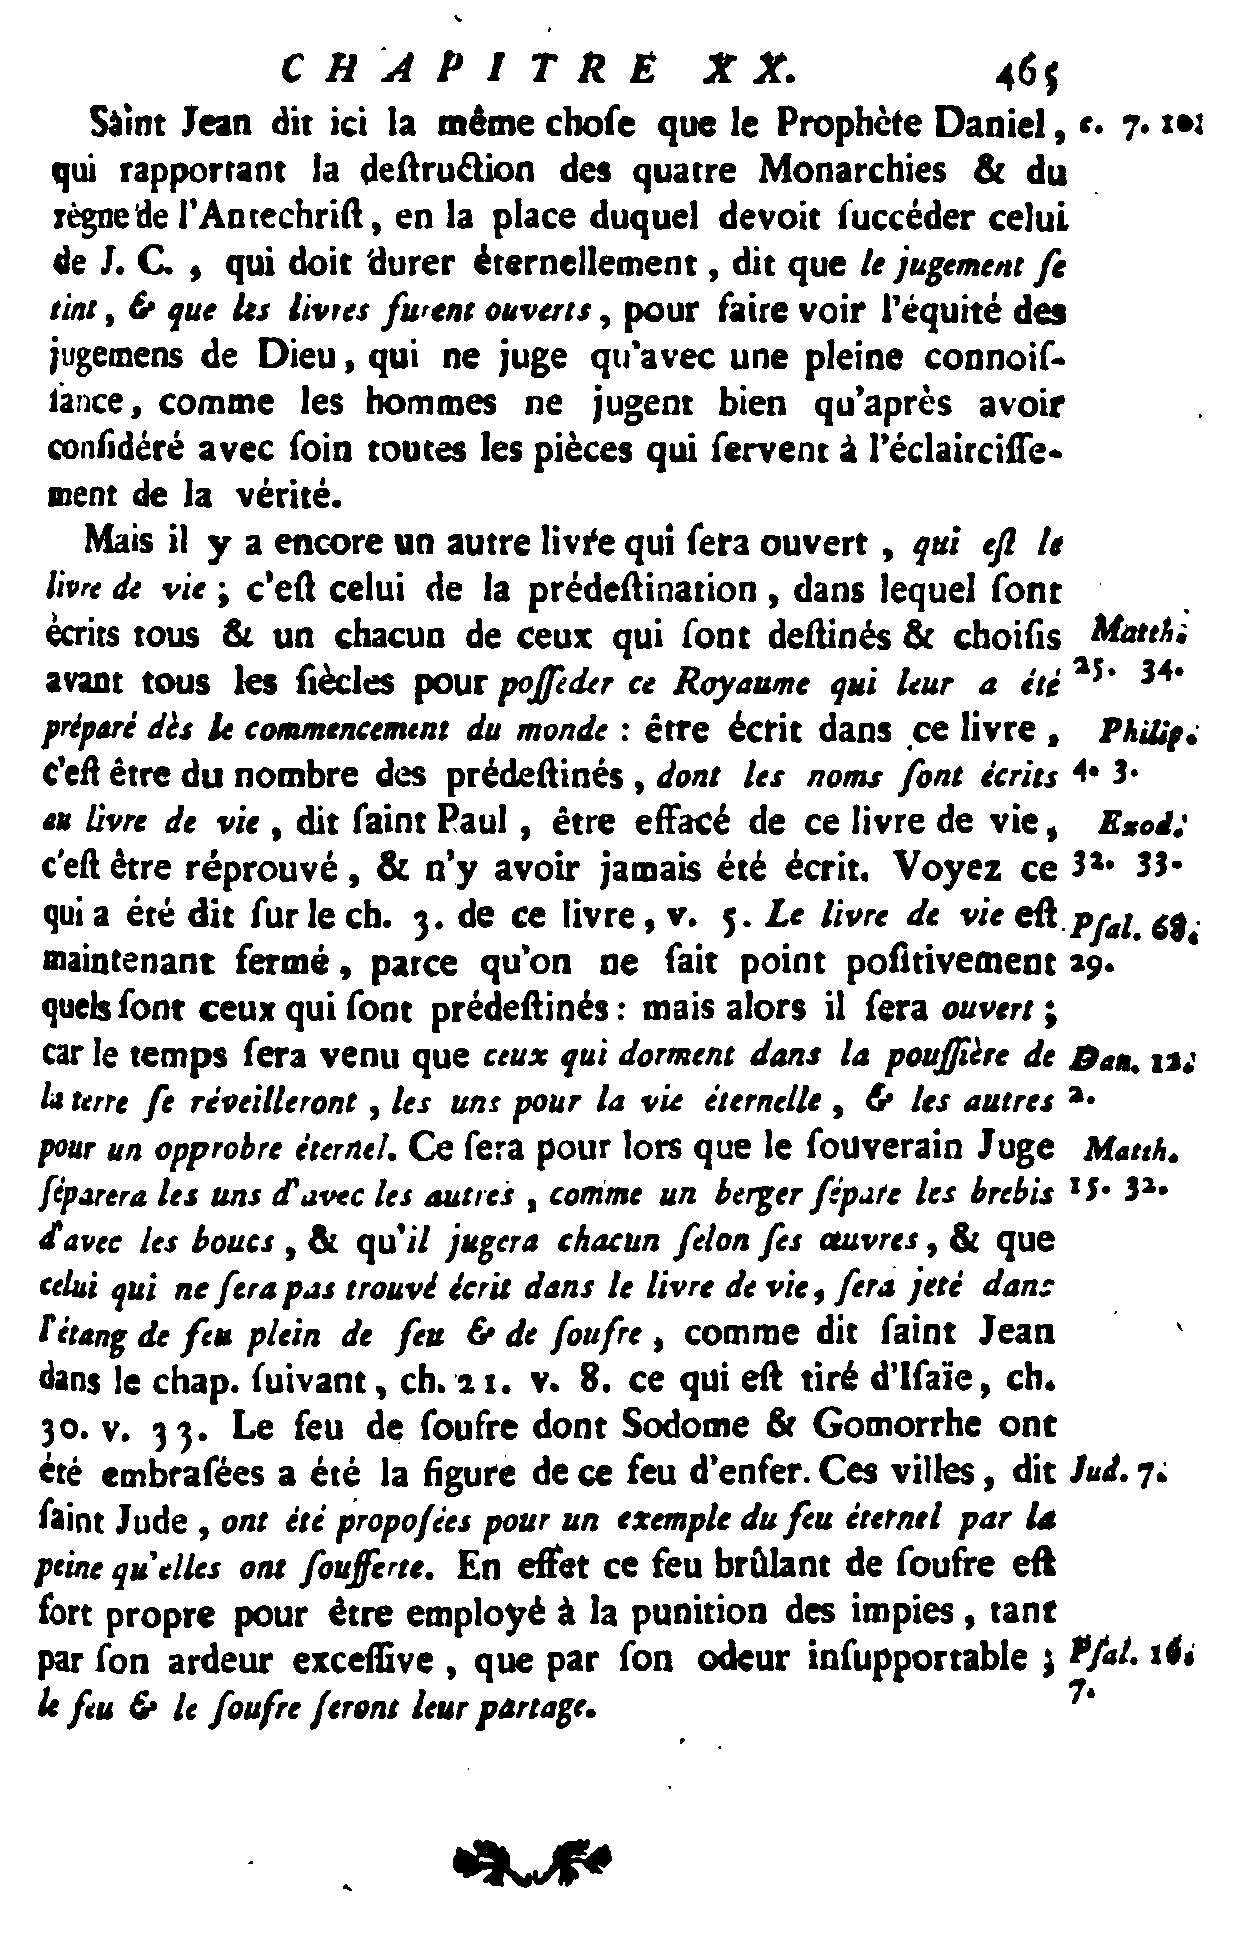 CHAPITRE XX. 465
Saint Jean dit ici la même choſe que le Prophète Daniel, c. 7. 10.
qui rapportant la deſtruction des quatre Monarchies & du
règne de l'Antechriſt, en la place duquel devoit ſuccéder celui
de J. C., qui doit durer éternellement, dit que le jugement ſe
tint, & que les livres furent ouverts, pour faire voir l'équité des
jugemens de Dieu, qui ne juge qu'avec une pleine connoiſ-
ſance, comme les hommes ne jugent bien qu'après avoir
conſidéré avec ſoin toutes les pièces qui ſervent à l'éclairciſſe-
ment de la vérité.
Mais il y a encore un autre livre qui ſera ouvert, qui eſt le
livre de vie; c'eſt celui de la prédeſtination, dans lequel ſont
écrits tous & un chacun de ceux qui ſont deſtinés & choiſis Matth.
avant tous les ſiècles pour poſſeder ce Royaume qui leur a été 25. 34.
préparé dès le commencement du monde : être écrit dans ce livre, Philip.
c'eſt être du nombre des prédeſtinés, dont les noms ſont écrits 4. 3.
au livre de vie, dit ſaint Paul, être effacé de ce livre de vie, Exod.
c'eſt être réprouvé, & n'y avoir jamais été écrit. Voyez ce 32. 33.
qui a été dit ſur le ch. 3. de ce livre, v. 5. Le livre de vie eſt Pſal. 68.
maintenant fermé, parce qu'on ne ſait point poſitivement 29.
quels ſont ceux qui ſont prédeſtinés : mais alors il ſera ouvert;
car le temps ſera venu que ceux qui dorment dans la pouſſière de Dan. 12.
la terre ſe réveilleront, les uns pour la vie éternelle, & les autres 2.
pour un opprobre éternel. Ce ſera pour lors que le ſouverain Juge Matth.
ſéparera les uns d'avec les autres, comme un berger ſépare les brebis 15. 32.
d'avec les boucs, & qu'il jugera chacun ſelon ſes œuvres, & que
celui qui ne ſera pas trouvé écrit dans le livre de vie, ſera jeté dans
l'étang de feu plein de feu & de ſoufre, comme dit ſaint Jean
dans le chap. ſuivant, ch. 21. v. 8. ce qui eſt tiré d'Iſaïe, ch.
30. v. 33. Le feu de ſoufre dont Sodome & Gomorrhe ont
été embraſées a été la figure de ce feu d'enfer. Ces villes, dit Jud. 7.
ſaint Jude, ont été propoſées pour un exemple du feu éternel par la
peine qu'elles ont ſoufferte. En effet ce feu brûlant de ſoufre eſt
fort propre pour être employé à la punition des impies, tant
par ſon ardeur exceſſive, que par ſon odeur inſupportable; Pſal. 16.
le feu & le ſoufre ſeront leur partage. 7.